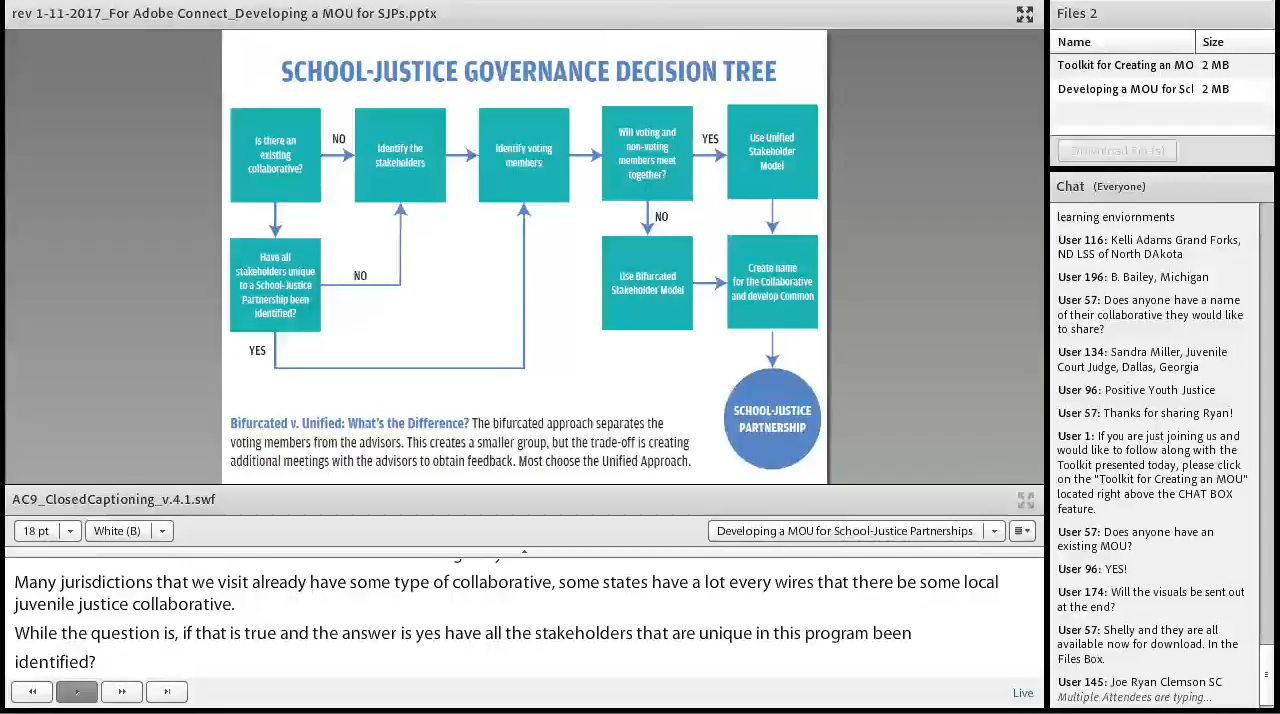 rev 1-11-2017_For Adobe Connect_Developing a MOU for SJPs.pptx
SCHOOL-JUSTICE GOVERNANCE DECISION TREE
Is there an
existing
collaborative?
NO
Identify the
stakeholders
Identify voting
members
Will voting and
non-voting
members meet
together?
YES
Use Unified
Stakeholder
Model
NO
Have all
stakeholders unique
to a School-Justice
Partnership been
identified?
NO
Use Bifurcated
Stakeholder Model
Create name
for the Collaborative
and develop Common
YES
SCHOOL-JUSTICE
PARTNERSHIP
Bifurcated v. Unified: What's the Difference? The bifurcated approach separates the
voting members from the advisors. This creates a smaller group, but the trade-off is creating
additional meetings with the advisors to obtain feedback. Most choose the Unified Approach.
AC9_ClosedCaptioning_v.4.1.swf
18 pt
White (B)
Developing a MOU for School-Justice Partnerships
Many jurisdictions that we visit already have some type of collaborative, some states have a lot every wires that there be some local
juvenile justice collaborative.
While the question is, if that is true and the answer is yes have all the stakeholders that are unique in this program been
identified?
Live
Files 2
Name Size
Toolkit for Creating an MO 2 MB
Developing a MOU for Scl 2 MB
Download File(s)
Chat (Everyone)
learning enviornments
User 116: Kelli Adams Grand Forks,
ND LSS of North DAkota
User 196: B. Bailey, Michigan
User 57: Does anyone have a name
of their collaborative they would like
to share?
User 134: Sandra Miller, Juvenile
Court Judge, Dallas, Georgia
User 96: Positive Youth Justice
User 57: Thanks for sharing Ryan!
User 1: If you are just joining us and
would like to follow along with the
Toolkit presented today, please click
on the "Toolkit for Creating an MOU"
located right above the CHAT BOX
feature.
User 57: Does anyone have an
existing MOU?
User 96: YES!
User 174: Will the visuals be sent out
at the end?
User 57: Shelly and they are all
available now for download. In the
Files Box.
User 145: Joe Ryan Clemson SC
Multiple Attendees are typing...